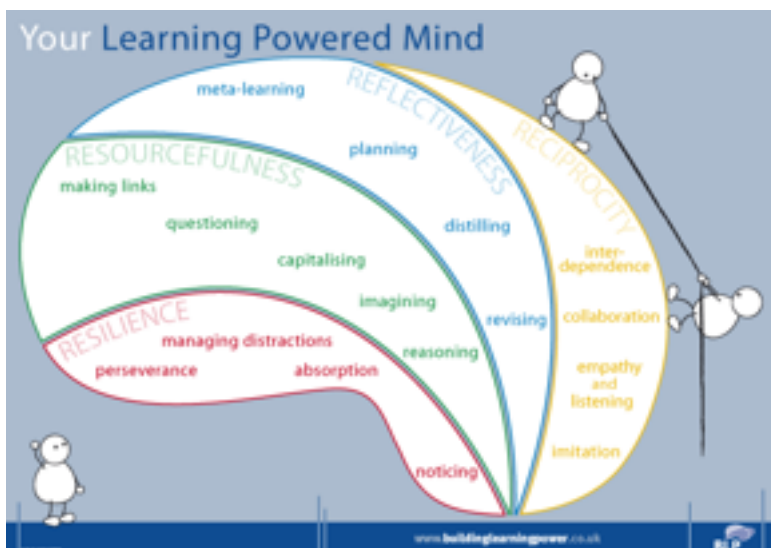 Your Learning Powered Mind
meta-learning
REFLECTIVENESS
planning
distilling
revising
RESOURCEFULNESS
making links
questioning
capitalising
imagining
reasoning
RESILIENCE
managing distractions
perseverance
absorption
noticing
RECIPROCITY
inter-
dependence
collaboration
empathy
and
listening
imitation
www.buildinglearningpower.co.uk
BLP